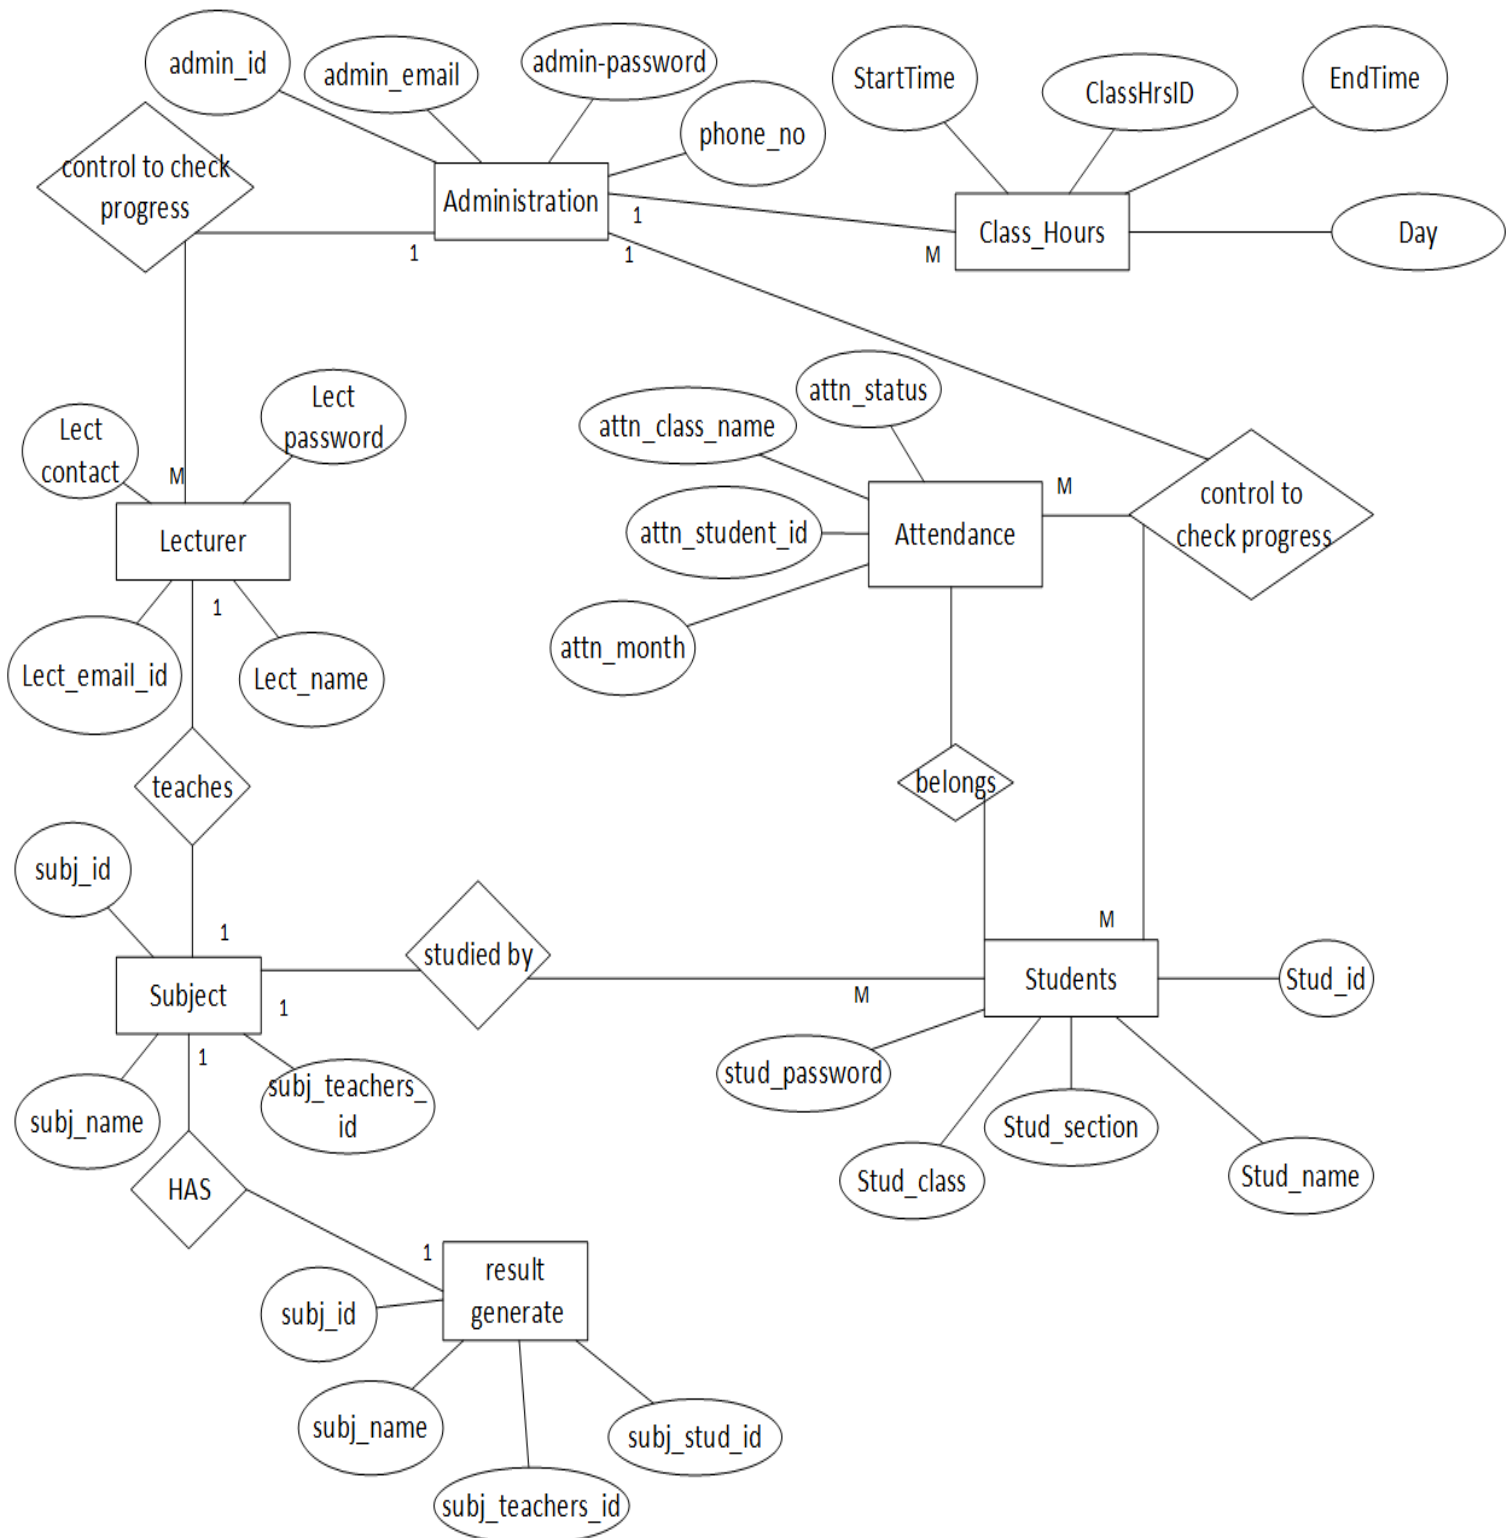 admin_id
admin_email
admin-password
phone_no
StartTime
ClassHrsID
EndTime
control to check
progress
Administration
Class_Hours
Day
1
M
1
1
attn_status
attn_class_name
Lect
password
Lect
contact
M
M
control to
check progress
Lecturer
attn_student_id
Attendance
1
attn_month
Lect_email_id
Lect_name
teaches
belongs
subj_id
1
M
studied by
Subject
1
M
Students
Stud_id
1
stud_password
subj_teachers_
id
subj_name
Stud_section
Stud_class
Stud_name
HAS
1
result
generate
subj_id
subj_name
subj_stud_id
subj_teachers_id